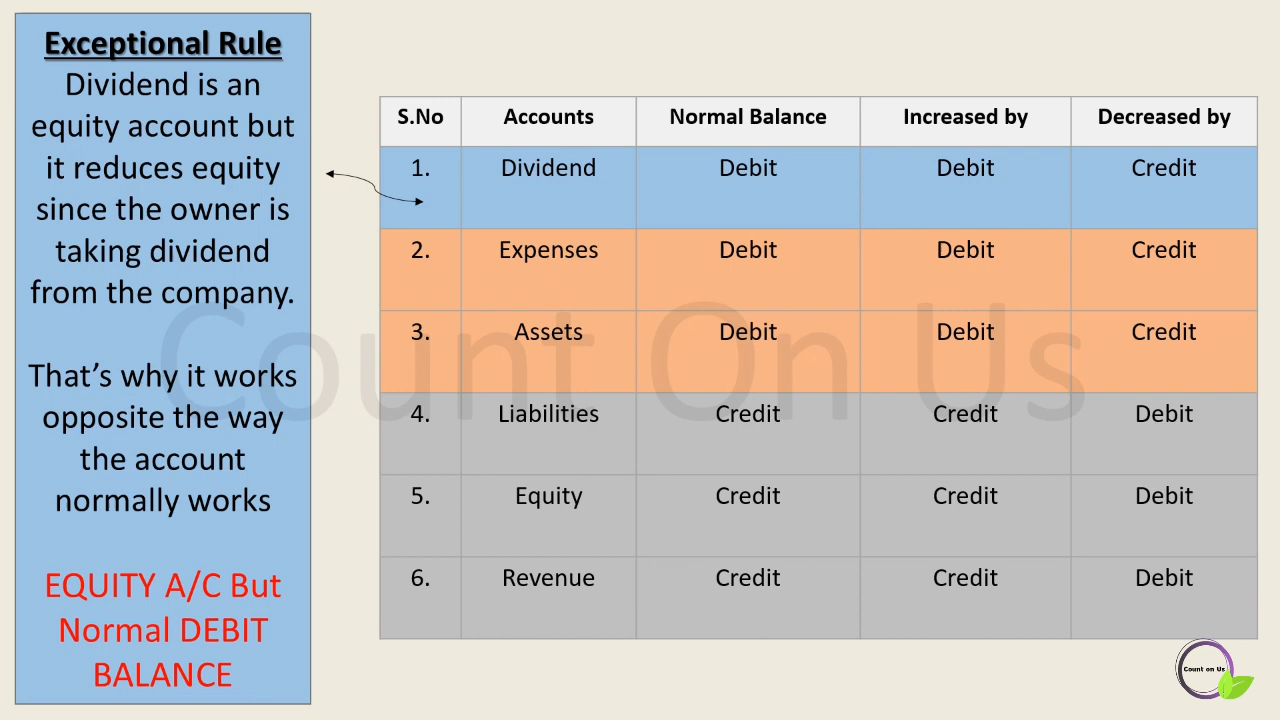 Exceptional Rule
Dividend is an
equity account but
it reduces equity
since the owner is
taking dividend
from the company.
That’s why it works
opposite the way
the account
normally works
EQUITY A/C But
Normal DEBIT
BALANCE
S.No Accounts Normal Balance Increased by Decreased by
1. Dividend Debit Debit Credit
2. Expenses Debit Debit Credit
3. Assets Debit Debit Credit
4. Liabilities Credit Credit Debit
5. Equity Credit Credit Debit
6. Revenue Credit Credit Debit
Count On Us
Count on Us